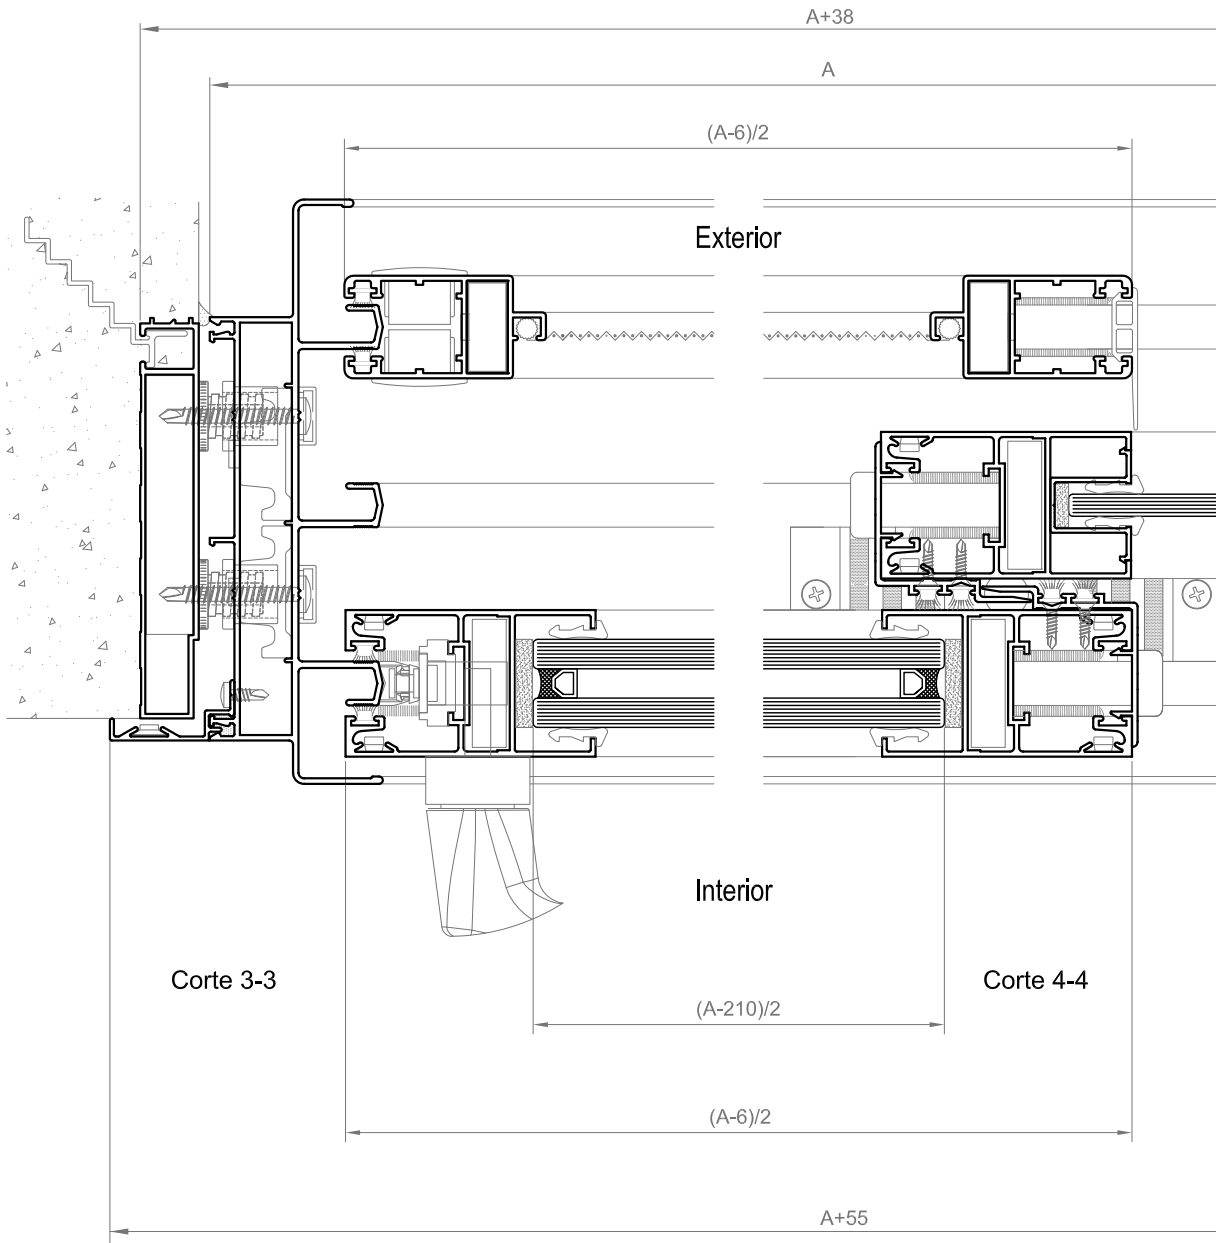 A+38
A
(A-6)/2
Exterior
Interior
Corte 3-3
Corte 4-4
(A-210)/2
(A-6)/2
A+55